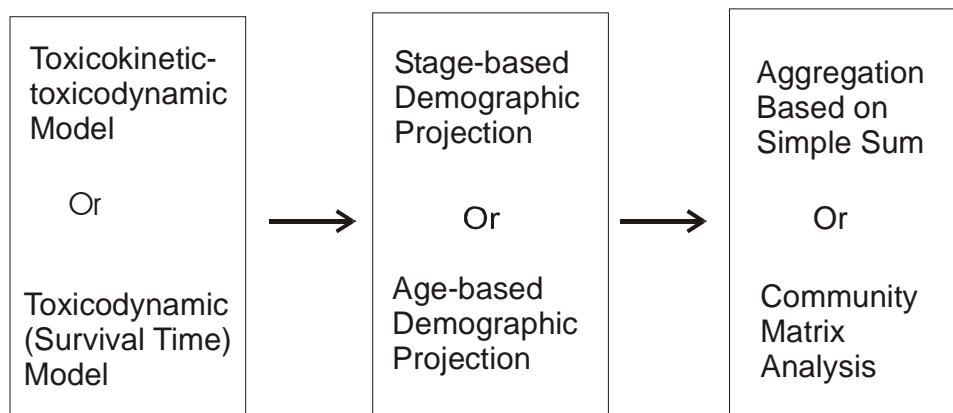 Toxicokinetic-
toxicodynamic
Model
Or
Toxicodynamic
(Survival Time)
Model
Stage-based
Demographic
Projection
Or
Age-based
Demographic
Projection
Aggregation
Based on
Simple Sum
Or
Community
Matrix
Analysis